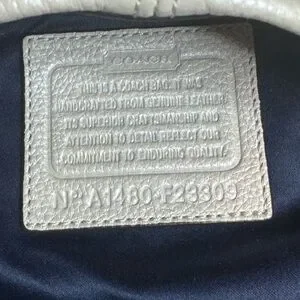 COACH
THIS IS A COACH BAG. IT WAS
HANDCRAFTED FROM GENUINE LEATHER.
ITS SUPERIOR CRAFTSMANSHIP AND
ATTENTION TO DETAIL REFLECT OUR
COMMITMENT TO ENDURING QUALITY.
Nº A1480-F23309